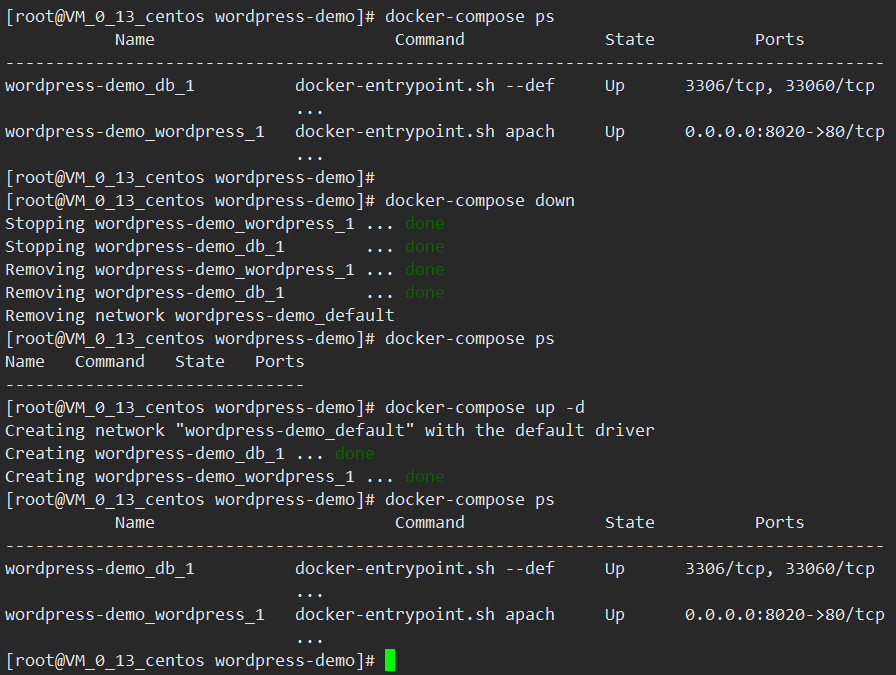 [root@VM_0_13_centos wordpress-demo]# docker-compose ps
           Name                        Command               State          Ports
----------------------------------------------------------------------------------------
wordpress-demo_db_1          docker-entrypoint.sh --def     Up      3306/tcp, 33060/tcp
                             ...
wordpress-demo_wordpress_1   docker-entrypoint.sh apach     Up      0.0.0.0:8020->80/tcp
                             ...
[root@VM_0_13_centos wordpress-demo]#
[root@VM_0_13_centos wordpress-demo]# docker-compose down
Stopping wordpress-demo_wordpress_1 ... done
Stopping wordpress-demo_db_1        ... done
Removing wordpress-demo_wordpress_1 ... done
Removing wordpress-demo_db_1        ... done
Removing network wordpress-demo_default
[root@VM_0_13_centos wordpress-demo]# docker-compose ps
Name   Command   State   Ports
------------------------------
[root@VM_0_13_centos wordpress-demo]# docker-compose up -d
Creating network "wordpress-demo_default" with the default driver
Creating wordpress-demo_db_1 ... done
Creating wordpress-demo_wordpress_1 ... done
[root@VM_0_13_centos wordpress-demo]# docker-compose ps
           Name                        Command               State          Ports
----------------------------------------------------------------------------------------
wordpress-demo_db_1          docker-entrypoint.sh --def     Up      3306/tcp, 33060/tcp
                             ...
wordpress-demo_wordpress_1   docker-entrypoint.sh apach     Up      0.0.0.0:8020->80/tcp
                             ...
[root@VM_0_13_centos wordpress-demo]#